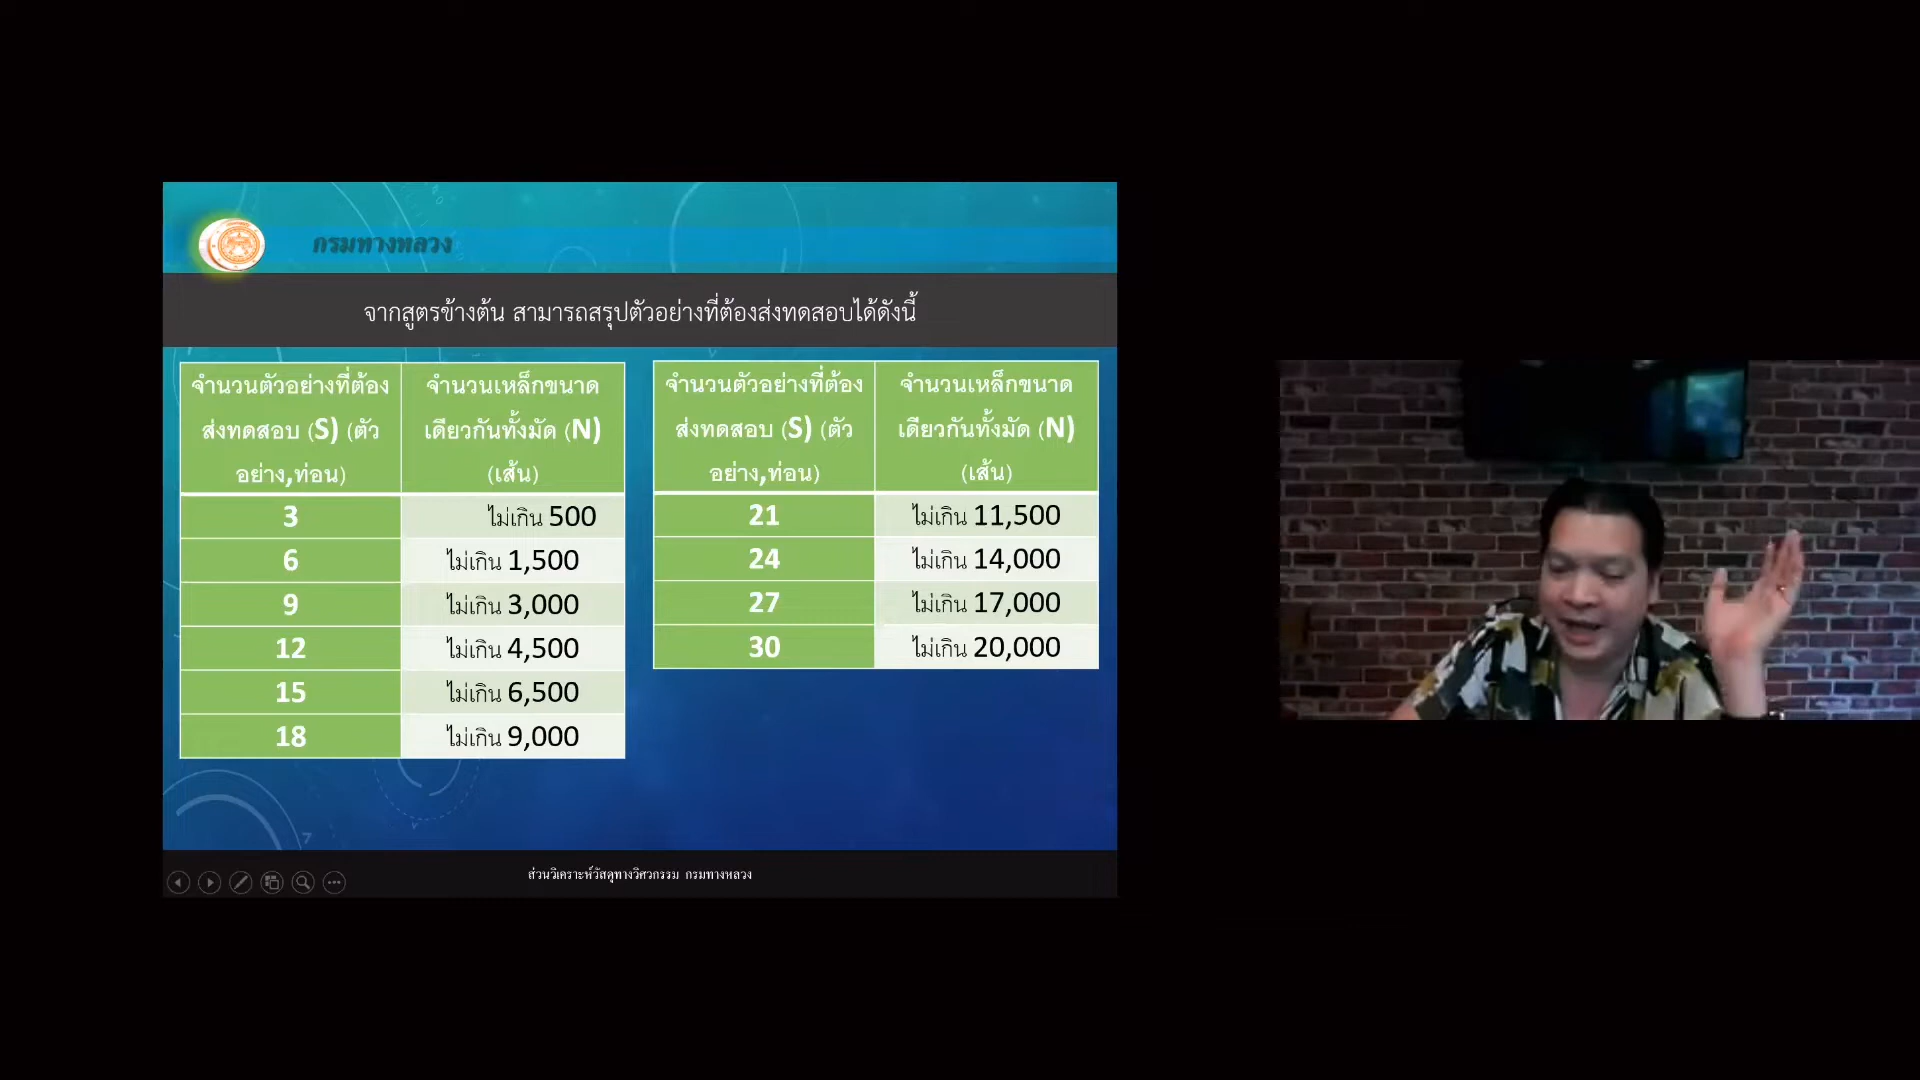 กรมทางหลวง
จากสูตรข้างต้น สามารถสรุปตัวอย่างที่ต้องส่งทดสอบได้ดังนี้
จำนวนตัวอย่างที่ต้อง
ส่งทดสอบ (S) (ตัว
อย่าง,ท่อน)
จำนวนเหล็กขนาด
เดียวกันทั้งมัด (N)
(เส้น)
3 ไม่เกิน 500
6 ไม่เกิน 1,500
9 ไม่เกิน 3,000
12 ไม่เกิน 4,500
15 ไม่เกิน 6,500
18 ไม่เกิน 9,000
จำนวนตัวอย่างที่ต้อง
ส่งทดสอบ (S) (ตัว
อย่าง,ท่อน)
จำนวนเหล็กขนาด
เดียวกันทั้งมัด (N)
(เส้น)
21 ไม่เกิน 11,500
24 ไม่เกิน 14,000
27 ไม่เกิน 17,000
30 ไม่เกิน 20,000
ส่วนวิเคราะห์วัสดุทางวิศวกรรม กรมทางหลวง